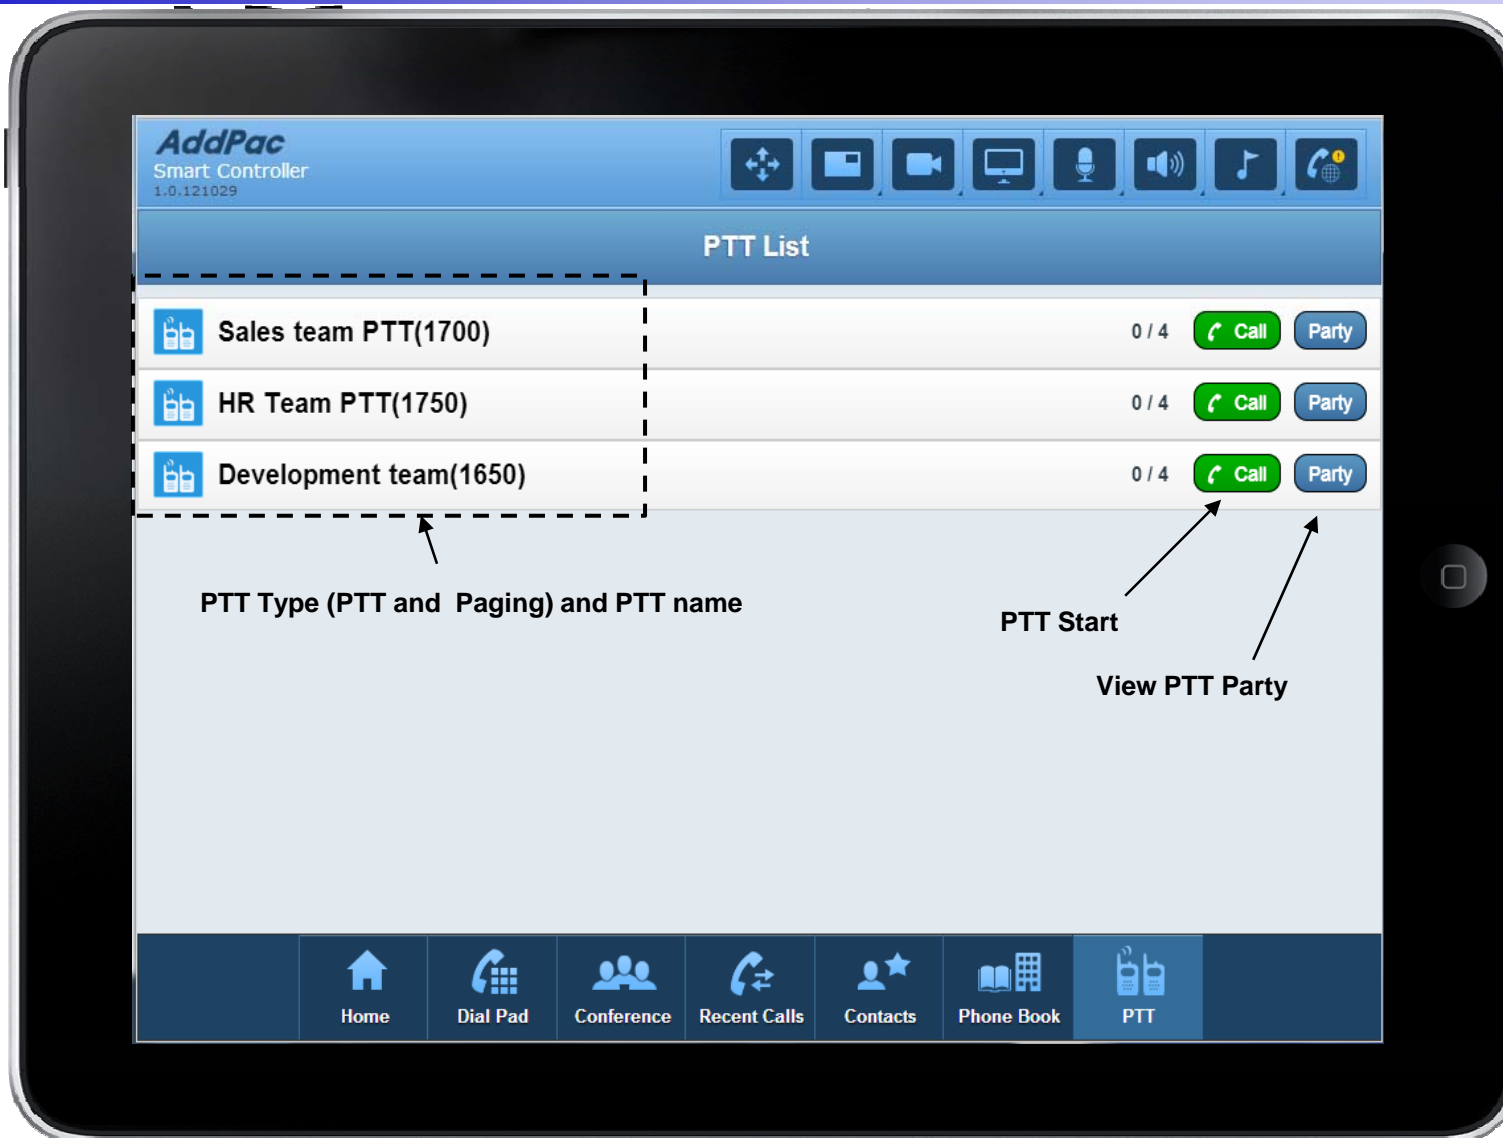 AddPac
Smart Controller
1.0.121029
PTT List
Sales team PTT(1700) 0 / 4 Call Party
HR Team PTT(1750) 0 / 4 Call Party
Development team(1650) 0 / 4 Call Party
PTT Type (PTT and Paging) and PTT name
PTT Start
View PTT Party
Home Dial Pad Conference Recent Calls Contacts Phone Book PTT